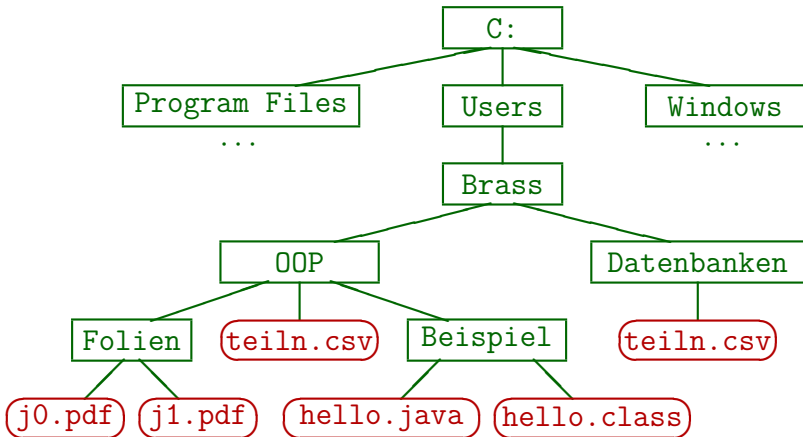 C:
Program Files Users Windows
... ...
Brass
OOP Datenbanken
Folien teiln.csv Beispiel teiln.csv
j0.pdf j1.pdf hello.java hello.class